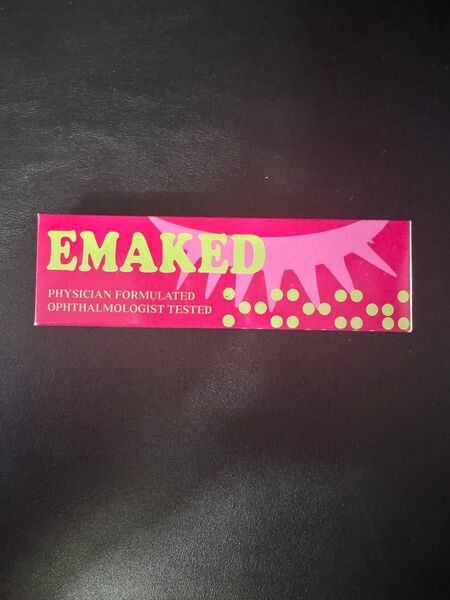 EMAKED
PHYSICIAN FORMULATED
OPHTHALMOLOGIST TESTED